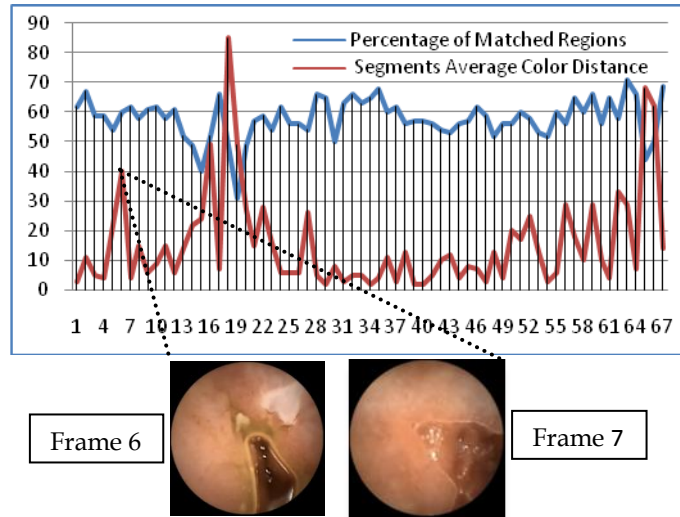 90
80
70
60
50
40
30
20
10
0
Percentage of Matched Regions
Segments Average Color Distance
1 4 7 10 13 16 19 22 25 28 31 34 37 40 43 46 49 52 55 58 61 64 67
Frame 6
Frame 7